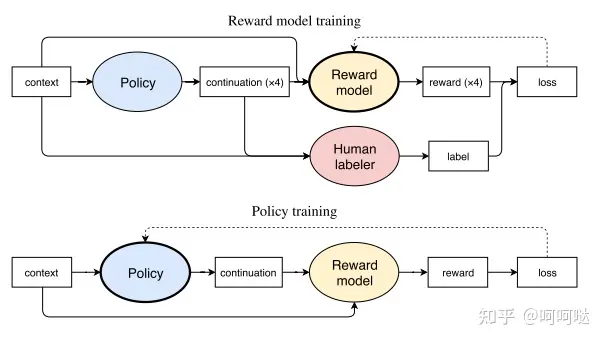 Reward model training
context
Policy
continuation (×4)
Reward
model
reward (×4)
loss
Human
labeler
label
Policy training
context
Policy
continuation
Reward
model
reward
loss
知乎 @呵呵哒